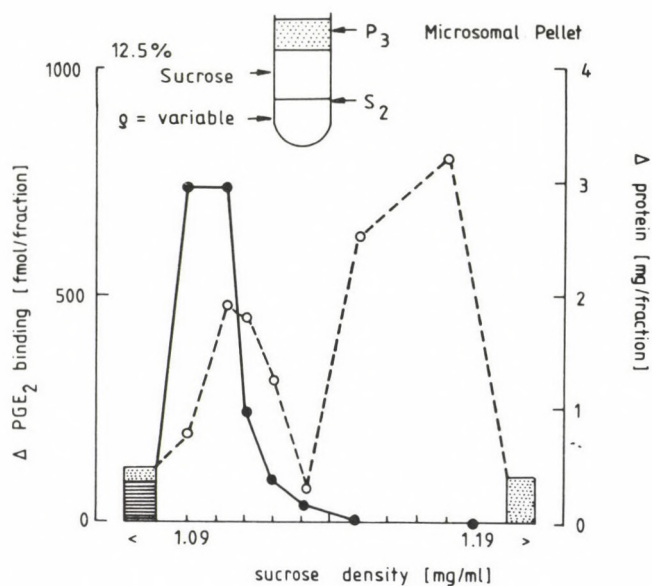 P3 Microsomal Pellet
12.5%
Sucrose
S2
ϱ = variable
1000
500
0
Δ PGE2 binding [fmol/fraction]
4
3
2
1
0
Δ protein [mg/fraction]
< 1.09 1.19 >
sucrose density [mg/ml]